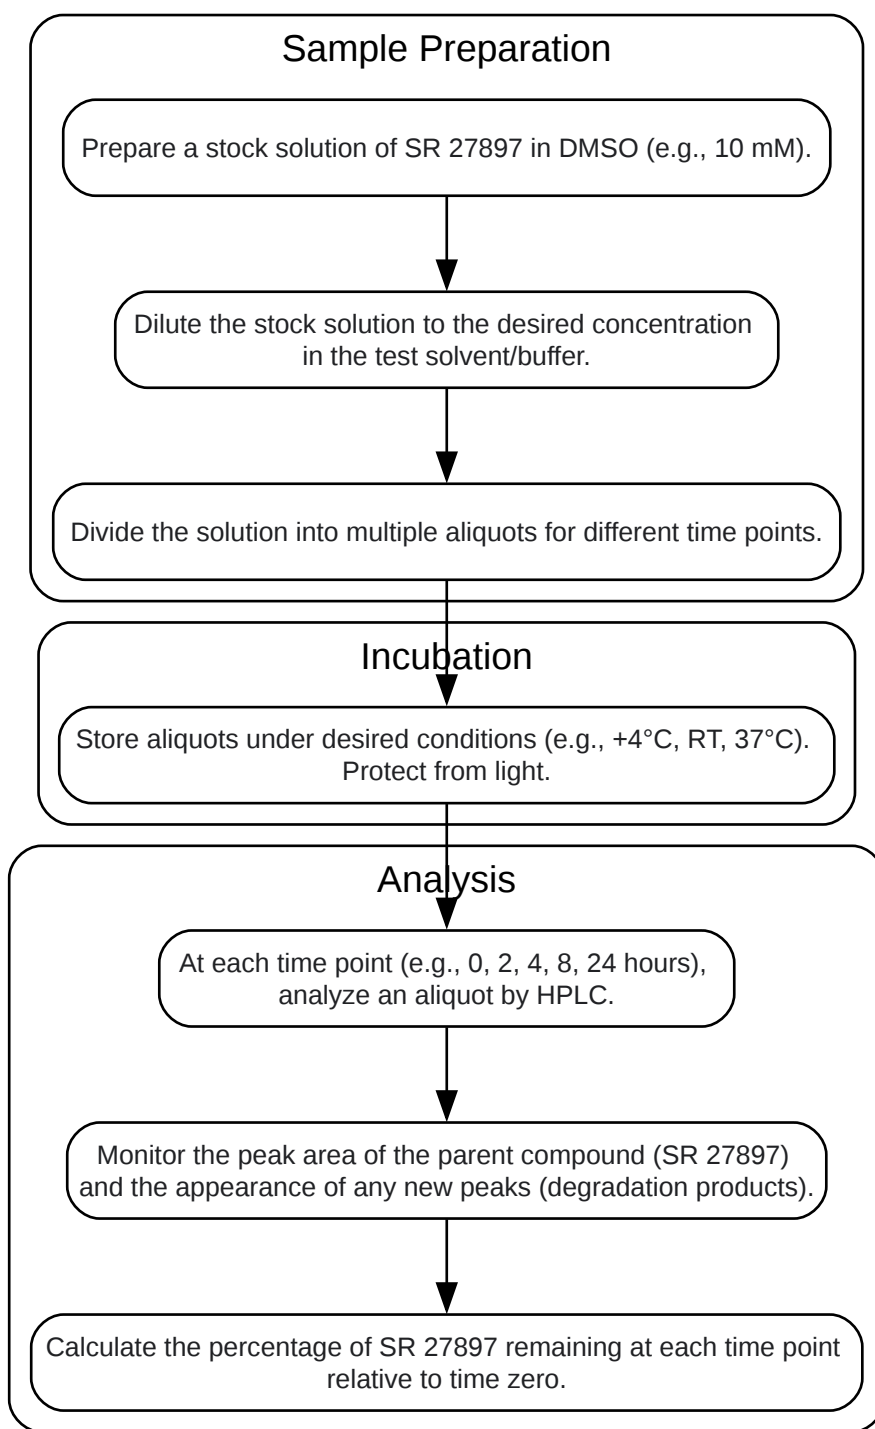 Sample Preparation
Prepare a stock solution of SR 27897 in DMSO (e.g., 10 mM).
Dilute the stock solution to the desired concentration
in the test solvent/buffer.
Divide the solution into multiple aliquots for different time points.
Incubation
Store aliquots under desired conditions (e.g., +4°C, RT, 37°C).
Protect from light.
Analysis
At each time point (e.g., 0, 2, 4, 8, 24 hours),
analyze an aliquot by HPLC.
Monitor the peak area of the parent compound (SR 27897)
and the appearance of any new peaks (degradation products).
Calculate the percentage of SR 27897 remaining at each time point
relative to time zero.